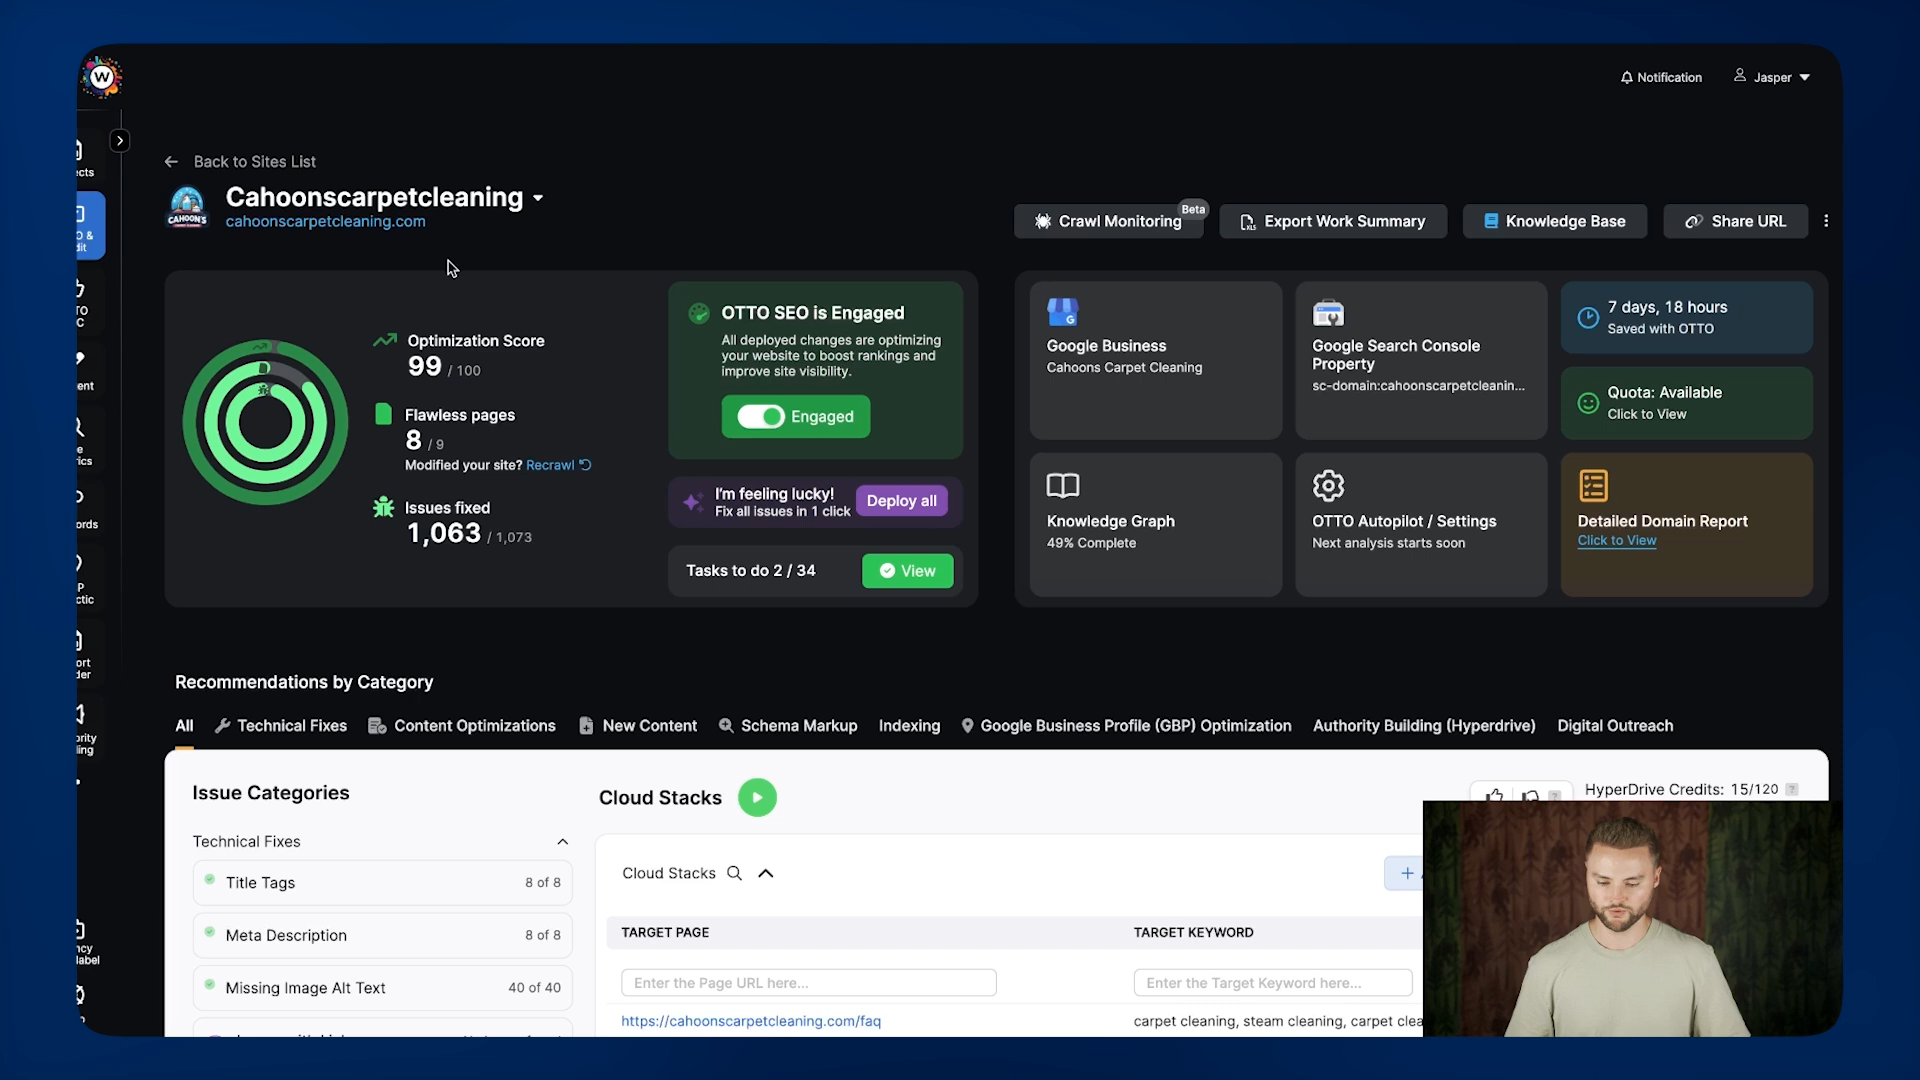 W
Notification
Jasper
Back to Sites List
CAHOON'S
Cahoonscarpetcleaning
cahoonscarpetcleaning.com
Crawl Monitoring
Beta
Export Work Summary
Knowledge Base
Share URL
Optimization Score
99 / 100
Flawless pages
8 / 9
Modified your site? Recrawl
Issues fixed
1,063 / 1,073
OTTO SEO is Engaged
All deployed changes are optimizing
your website to boost rankings and
improve site visibility.
Engaged
I'm feeling lucky!
Fix all issues in 1 click
Deploy all
Tasks to do 2 / 34
View
Google Business
Cahoons Carpet Cleaning
Google Search Console
Property
sc-domain:cahoonscarpetcleanin...
7 days, 18 hours
Saved with OTTO
Quota: Available
Click to View
Knowledge Graph
49% Complete
OTTO Autopilot / Settings
Next analysis starts soon
Detailed Domain Report
Click to View
Recommendations by Category
All
Technical Fixes
Content Optimizations
New Content
Schema Markup
Indexing
Google Business Profile (GBP) Optimization
Authority Building (Hyperdrive)
Digital Outreach
Issue Categories
Technical Fixes
Title Tags 8 of 8
Meta Description 8 of 8
Missing Image Alt Text 40 of 40
Cloud Stacks
HyperDrive Credits: 15/120
Cloud Stacks
TARGET PAGE
TARGET KEYWORD
Enter the Page URL here...
Enter the Target Keyword here...
https://cahoonscarpetcleaning.com/faq
carpet cleaning, steam cleaning, carpet clea